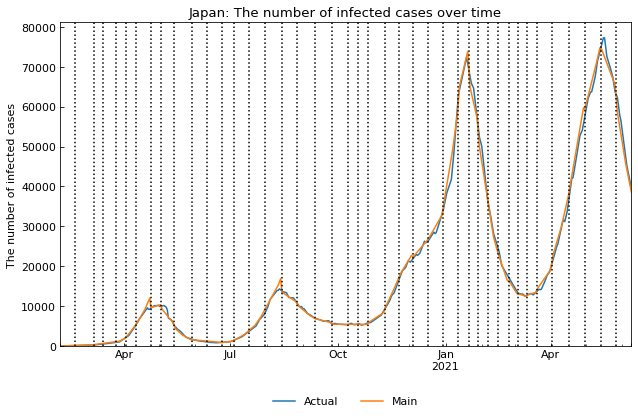 Japan: The number of infected cases over time
The number of infected cases
80000
70000
60000
50000
40000
30000
20000
10000
0
Apr
Jul
Oct
Jan
2021
Apr
Actual
Main